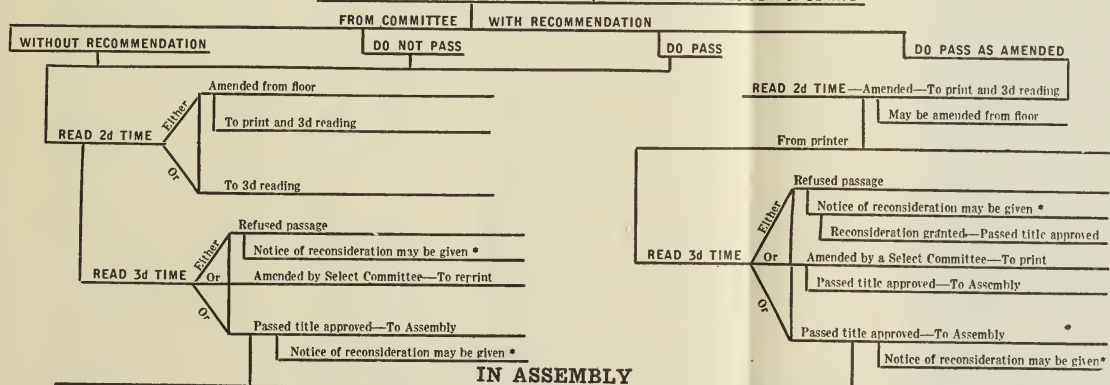 FROM COMMITTEE WITH RECOMMENDATION
WITHOUT RECOMMENDATION
DO NOT PASS
DO PASS
DO PASS AS AMENDED
Amended from floor
Either
To print and 3d reading
READ 2d TIME
Or
To 3d reading
Refused passage
Either
Notice of reconsideration may be given *
READ 3d TIME
Or
Amended by Select Committee—To reprint
Or
Passed title approved—To Assembly
Notice of reconsideration may be given *
READ 2d TIME—Amended—To print and 3d reading
May be amended from floor
From printer
Refused passage
Either
Notice of reconsideration may be given *
Reconsideration granted—Passed title approved
READ 3d TIME
Or
Amended by a Select Committee—To print
Passed title approved—To Assembly
Or
Passed title approved—To Assembly
Notice of reconsideration may be given*
IN ASSEMBLY